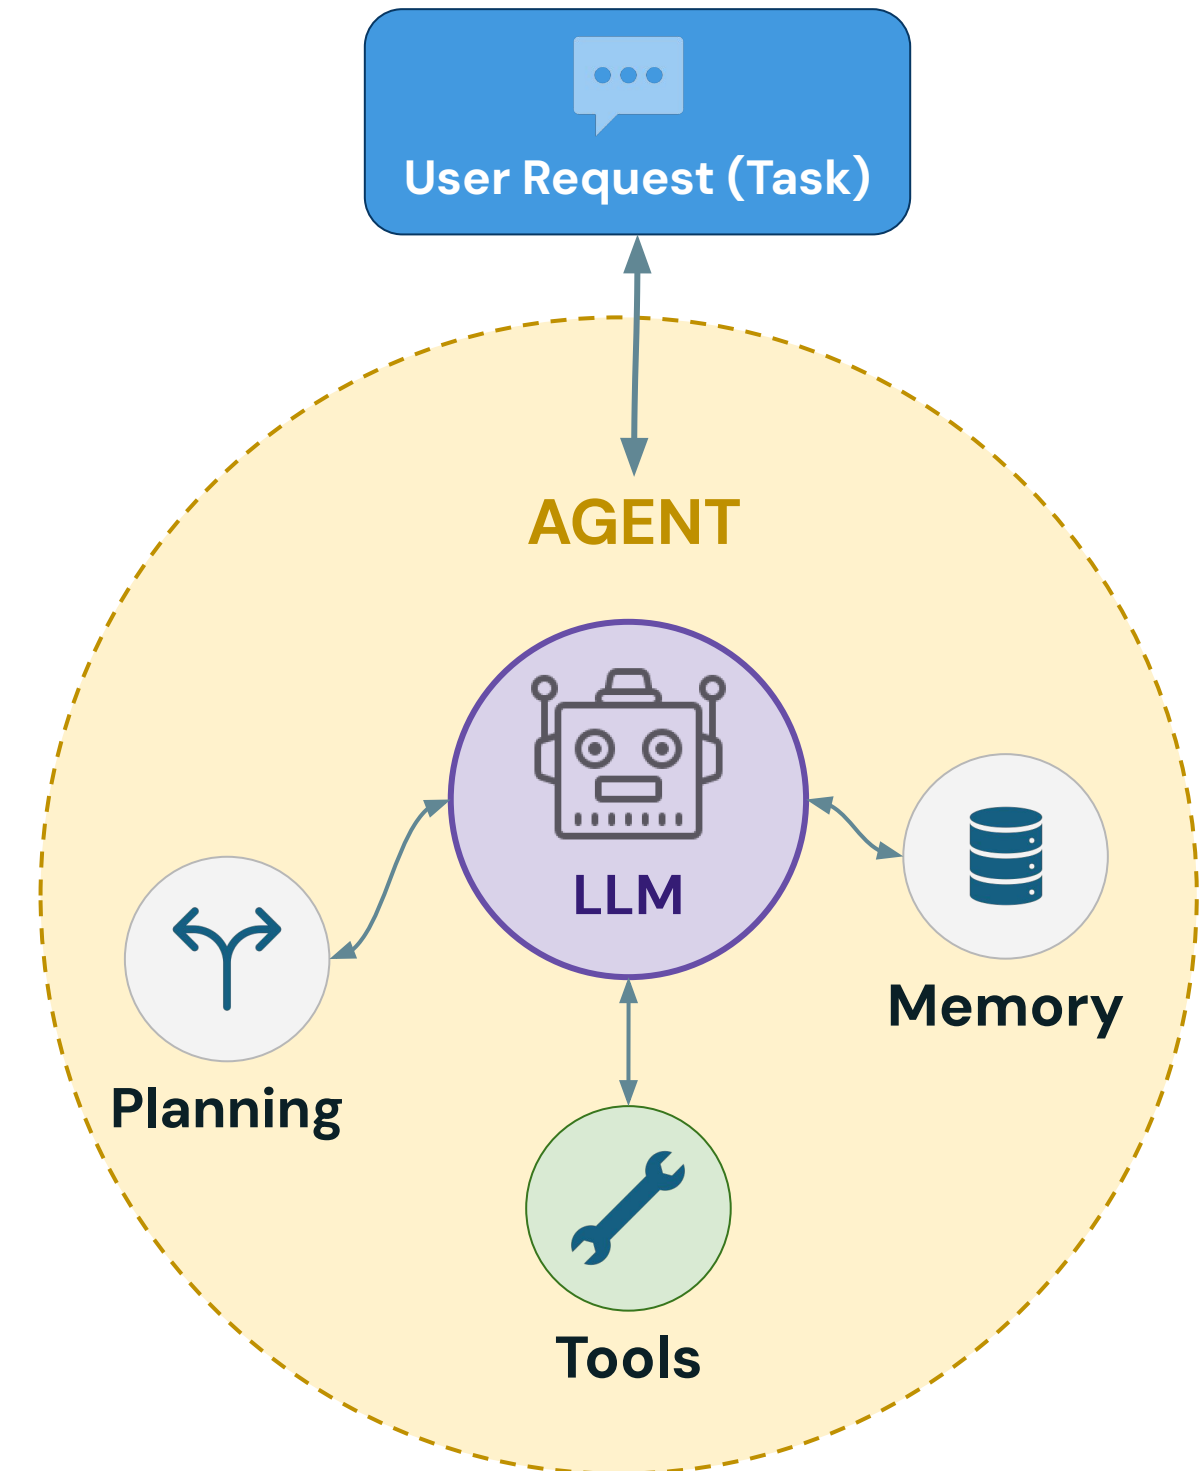 User Request (Task)
AGENT
LLM
Memory
Planning
Tools